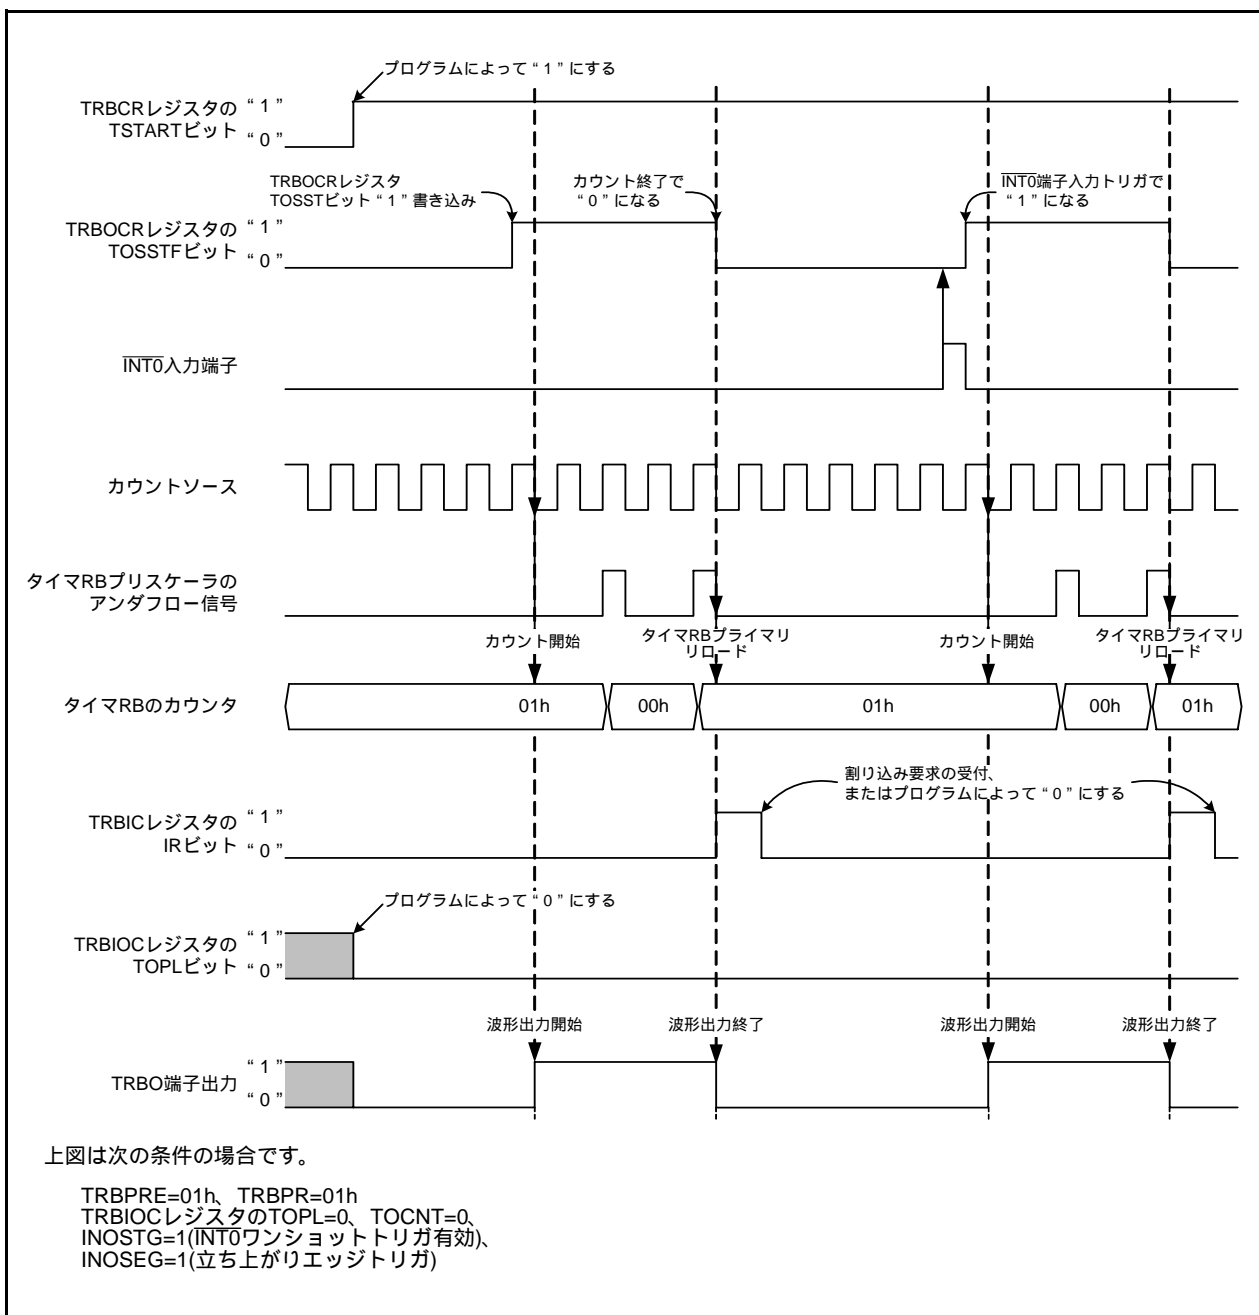 プログラムによって“1”にする
TRBCRレジスタの
TSTARTビット
“1”
“0”
TRBOCRレジスタ
TOSSTビット“1”書き込み
カウント終了で
“0”になる
INT0端子入力トリガで
“1”になる
TRBOCRレジスタの
TOSSTFビット
“1”
“0”
INT0入力端子
カウントソース
タイマRBプリスケーラの
アンダフロー信号
カウント開始
タイマRBプライマリ
リロード
カウント開始
タイマRBプライマリ
リロード
タイマRBのカウンタ
01h
00h
01h
00h
01h
割り込み要求の受付、
またはプログラムによって“0”にする
TRBICレジスタの
IRビット
“1”
“0”
プログラムによって“0”にする
TRBIOCレジスタの
TOPLビット
“1”
“0”
波形出力開始
波形出力終了
波形出力開始
波形出力終了
TRBO端子出力
“1”
“0”
上図は次の条件の場合です。
TRBPRE=01h、TRBPR=01h
TRBIOCレジスタのTOPL=0、TOCNT=0、
INOSTG=1(INT0ワンショットトリガ有効)、
INOSEG=1(立ち上がりエッジトリガ)